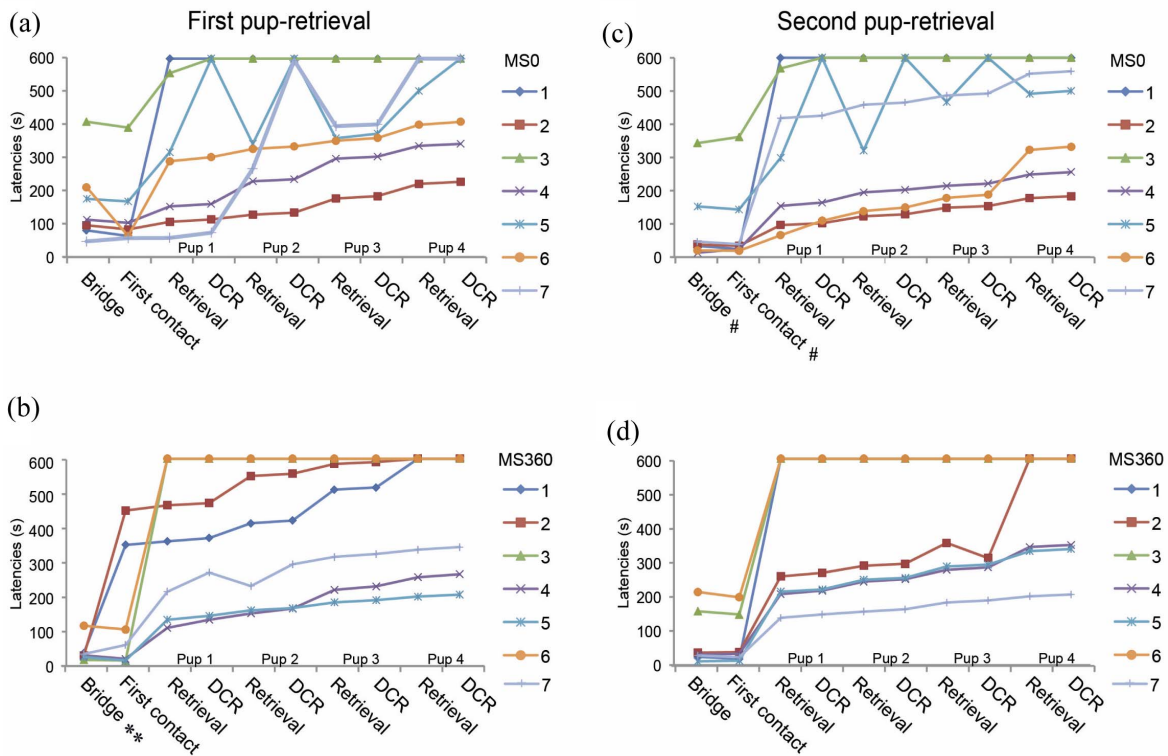 (a)
First pup-retrieval
MS0
600
500
400
300
200
100
0
Latencies (s)
Pup 1
Pup 2
Pup 3
Pup 4
Bridge
First contact
Retrieval
DCR
Retrieval
DCR
Retrieval
DCR
Retrieval
DCR
1
2
3
4
5
6
7
(c)
Second pup-retrieval
MS0
600
500
400
300
200
100
0
Latencies (s)
Pup 1
Pup 2
Pup 3
Pup 4
Bridge #
First contact #
Retrieval
DCR
Retrieval
DCR
Retrieval
DCR
Retrieval
DCR
1
2
3
4
5
6
7
(b)
MS360
600
500
400
300
200
100
0
Latencies (s)
Pup 1
Pup 2
Pup 3
Pup 4
Bridge **
First contact
Retrieval
DCR
Retrieval
DCR
Retrieval
DCR
Retrieval
DCR
1
2
3
4
5
6
7
(d)
MS360
600
500
400
300
200
100
0
Latencies (s)
Pup 1
Pup 2
Pup 3
Pup 4
Bridge
First contact
Retrieval
DCR
Retrieval
DCR
Retrieval
DCR
Retrieval
DCR
1
2
3
4
5
6
7